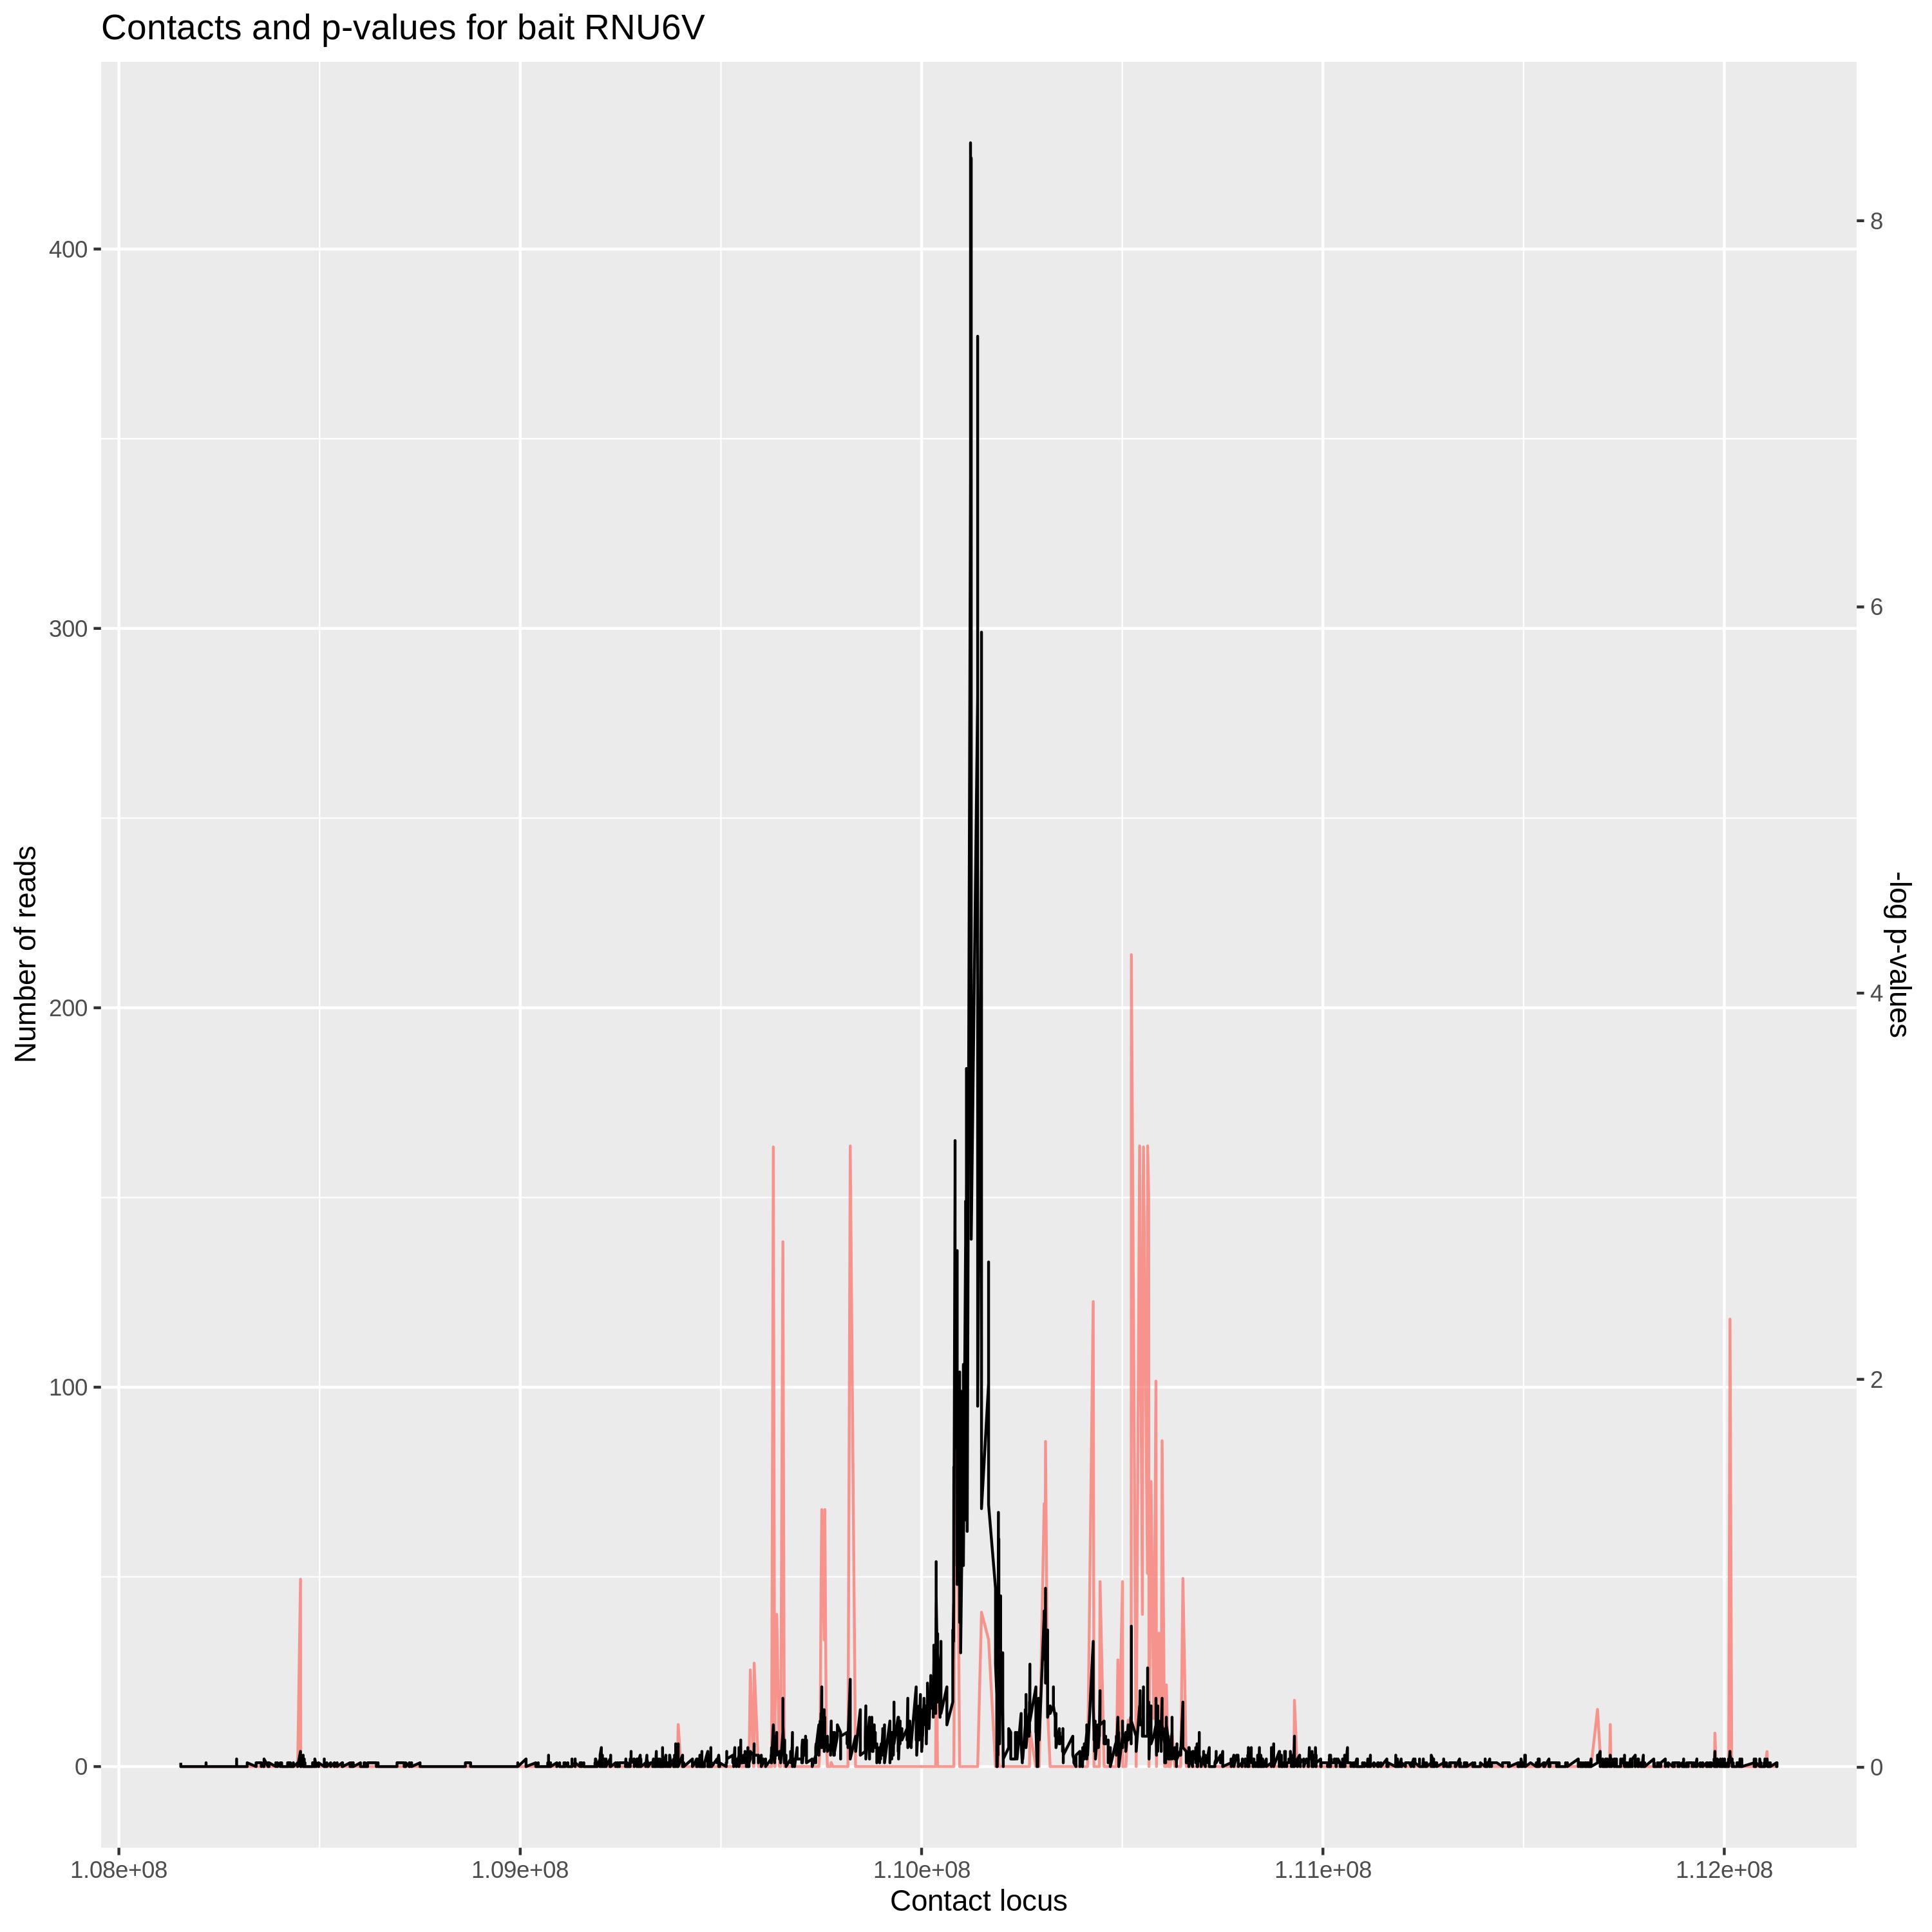 Contacts and p-values for bait RNU6V
400
300
200
100
0
8
6
4
2
0
Number of reads
-log p-values
1.08e+08 1.09e+08 1.10e+08 1.11e+08 1.12e+08
Contact locus